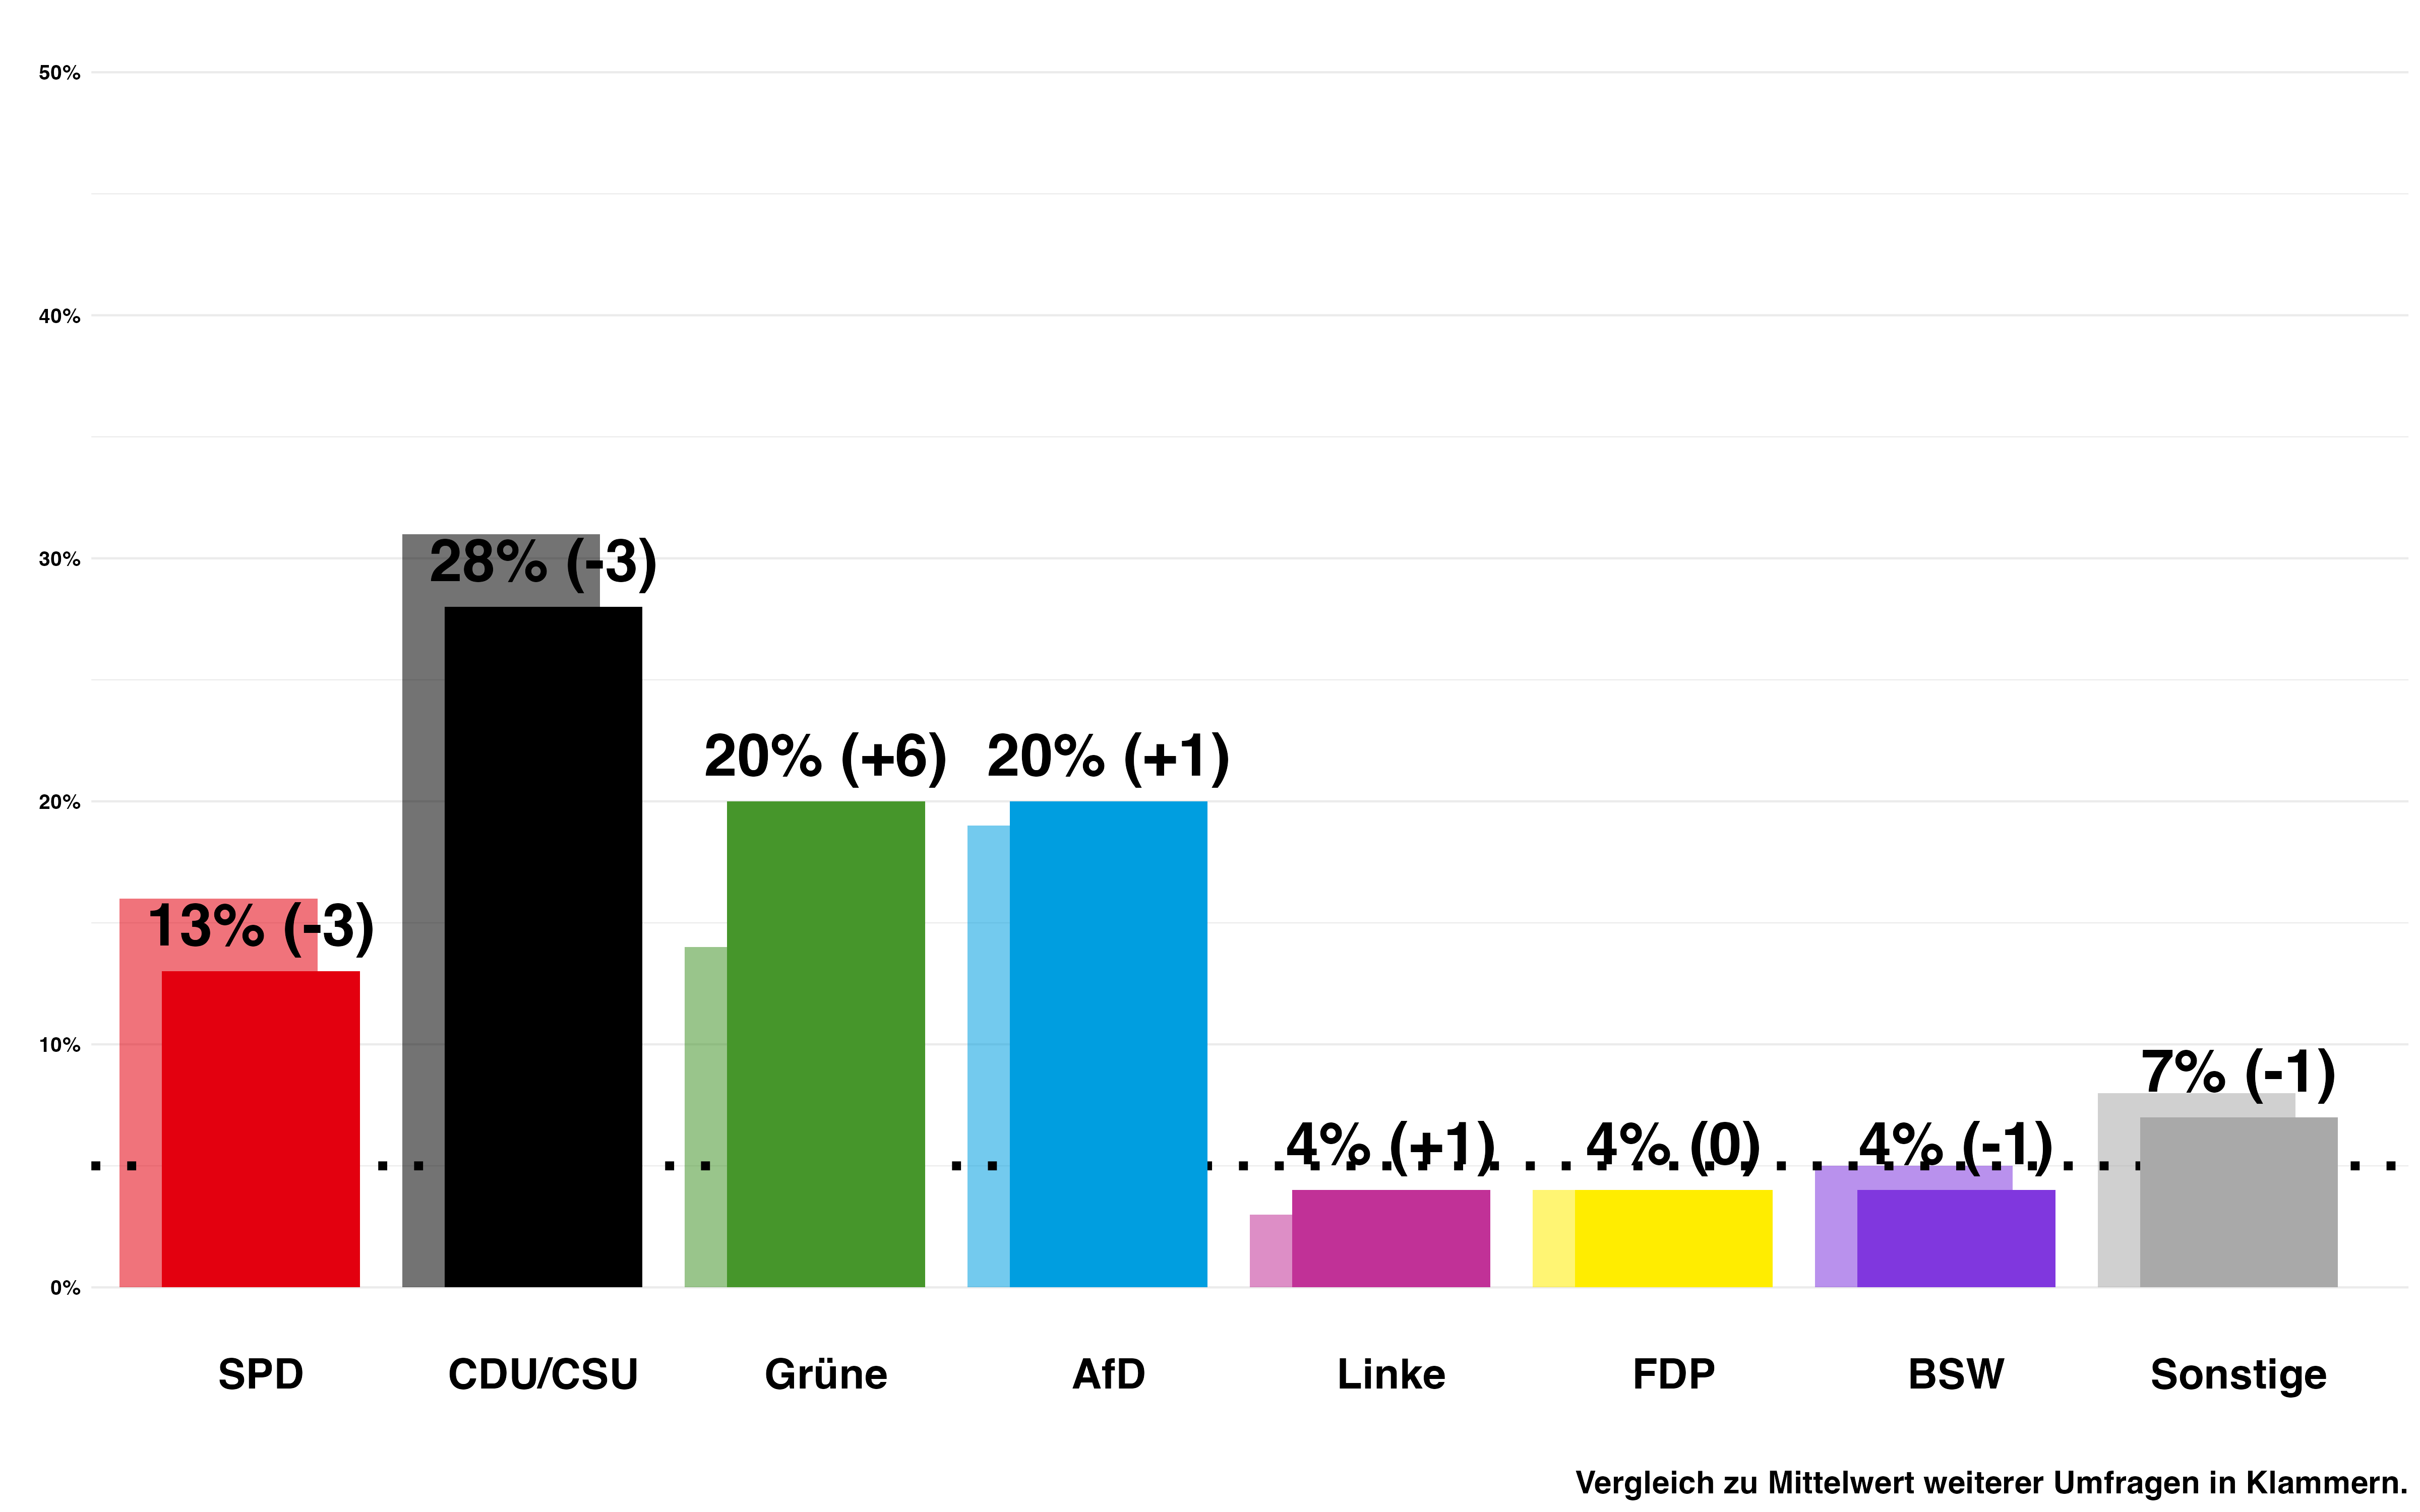 50%
40%
30%
20%
10%
0%
13% (-3)
28% (-3)
20% (+6)
20% (+1)
4% (+1)
4% (0)
4% (-1)
7% (-1)
SPD
CDU/CSU
Grüne
AfD
Linke
FDP
BSW
Sonstige
Vergleich zu Mittelwert weiterer Umfragen in Klammern.